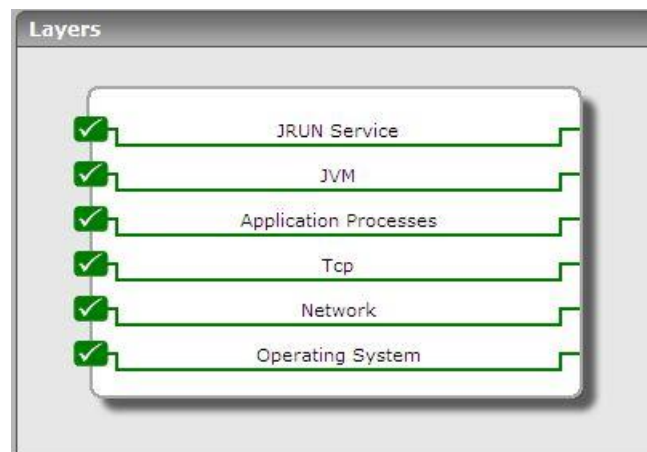 Layers
JRUN Service
JVM
Application Processes
Tcp
Network
Operating System